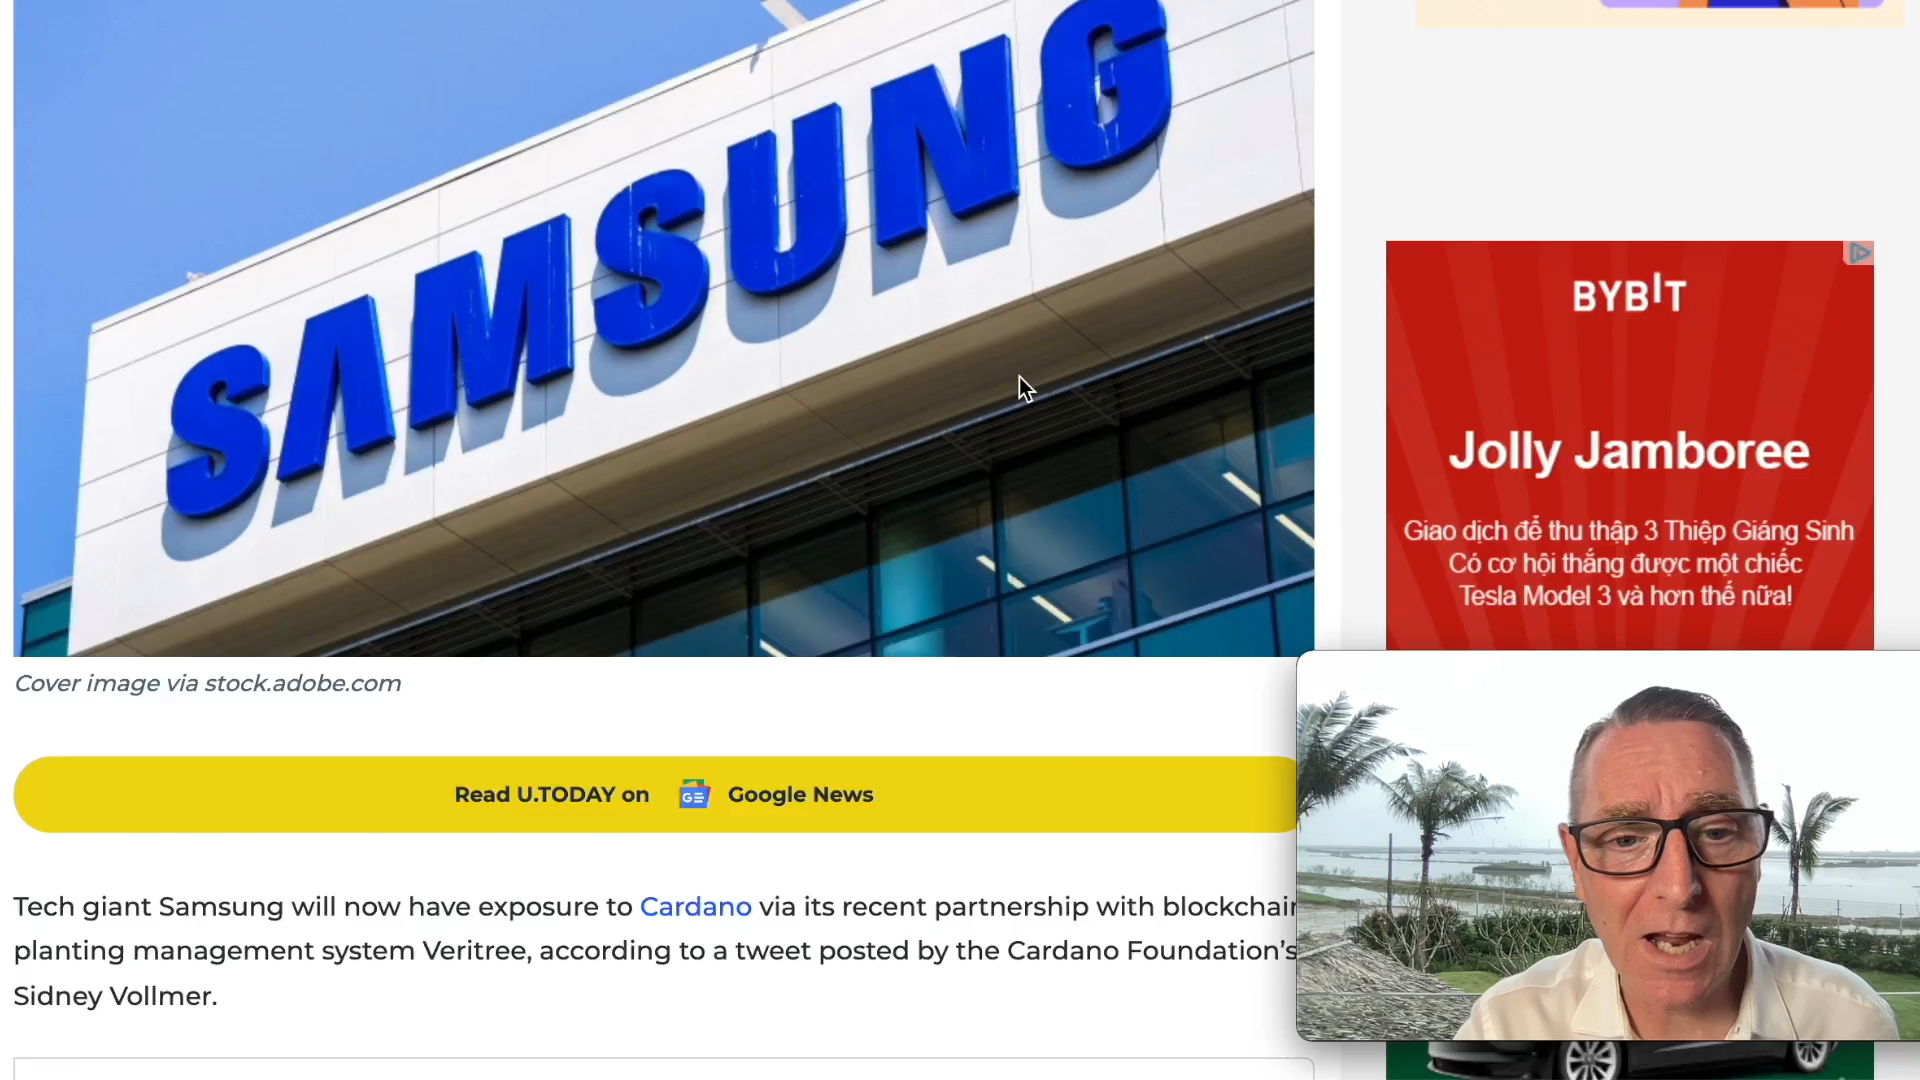 SAMSUNG
Cover image via stock.adobe.com
Read U.TODAY on GE Google News
Tech giant Samsung will now have exposure to Cardano via its recent partnership with blockchain
planting management system Veritree, according to a tweet posted by the Cardano Foundation’s
Sidney Vollmer.
BYBIT
Jolly Jamboree
Giao dịch để thu thập 3 Thiệp Giáng Sinh
Có cơ hội thắng được một chiếc
Tesla Model 3 và hơn thế nữa!